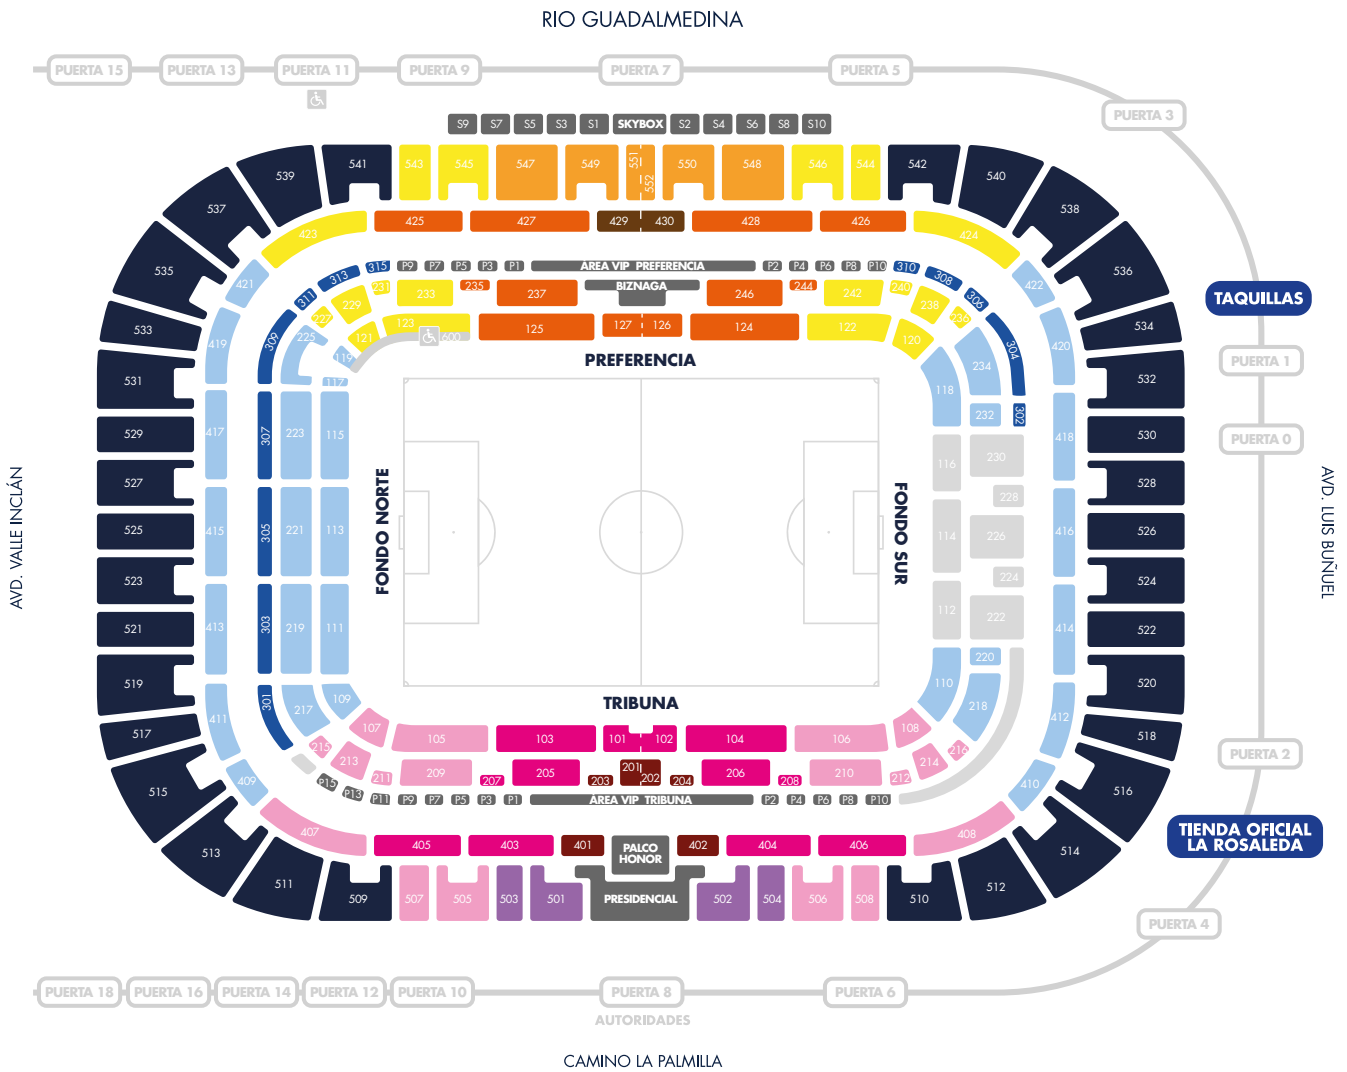 RIO GUADALMEDINA
PUERTA 15
PUERTA 13
PUERTA 11
PUERTA 9
PUERTA 7
PUERTA 5
PUERTA 3
S9
S7
S5
S3
S1
SKYBOX
S2
S4
S6
S8
S10
539
541
543
545
547
549
551
552
550
548
546
544
542
540
537
538
535
536
533
534
423
425
427
429
430
428
426
424
421
422
419
420
315
P9
P7
P5
P3
P1
ÁREA VIP PREFERENCIA
P2
P4
P6
P8
P10
310
313
308
311
306
309
304
231
233
235
237
BIZNAGA
246
244
242
240
229
238
227
236
225
234
123
600
125
127
126
124
122
121
120
119
118
117
232
302
TAQUILLAS
PUERTA 1
PUERTA 0
PREFERENCIA
531
532
529
530
527
528
525
526
523
524
521
522
519
520
517
518
515
516
513
514
511
512
509
510
417
418
415
416
413
414
411
412
409
410
307
305
303
301
223
221
219
217
115
113
111
109
FONDO NORTE
FONDO SUR
116
114
112
110
230
228
226
224
222
220
218
AVD. VALLE INCLÁN
AVD. LUIS BUÑUEL
TRIBUNA
107
105
103
101
102
104
106
108
215
213
211
209
207
205
203
201
202
204
206
208
210
212
214
216
P15
P13
P11
P9
P7
P5
P3
P1
ÁREA VIP TRIBUNA
P2
P4
P6
P8
P10
407
405
403
401
PALCO
HONOR
402
404
406
408
507
505
503
501
PRESIDENCIAL
502
504
506
508
PUERTA 2
TIENDA OFICIAL
LA ROSALEDA
PUERTA 4
PUERTA 18
PUERTA 16
PUERTA 14
PUERTA 12
PUERTA 10
PUERTA 8
PUERTA 6
AUTORIDADES
CAMINO LA PALMILLA